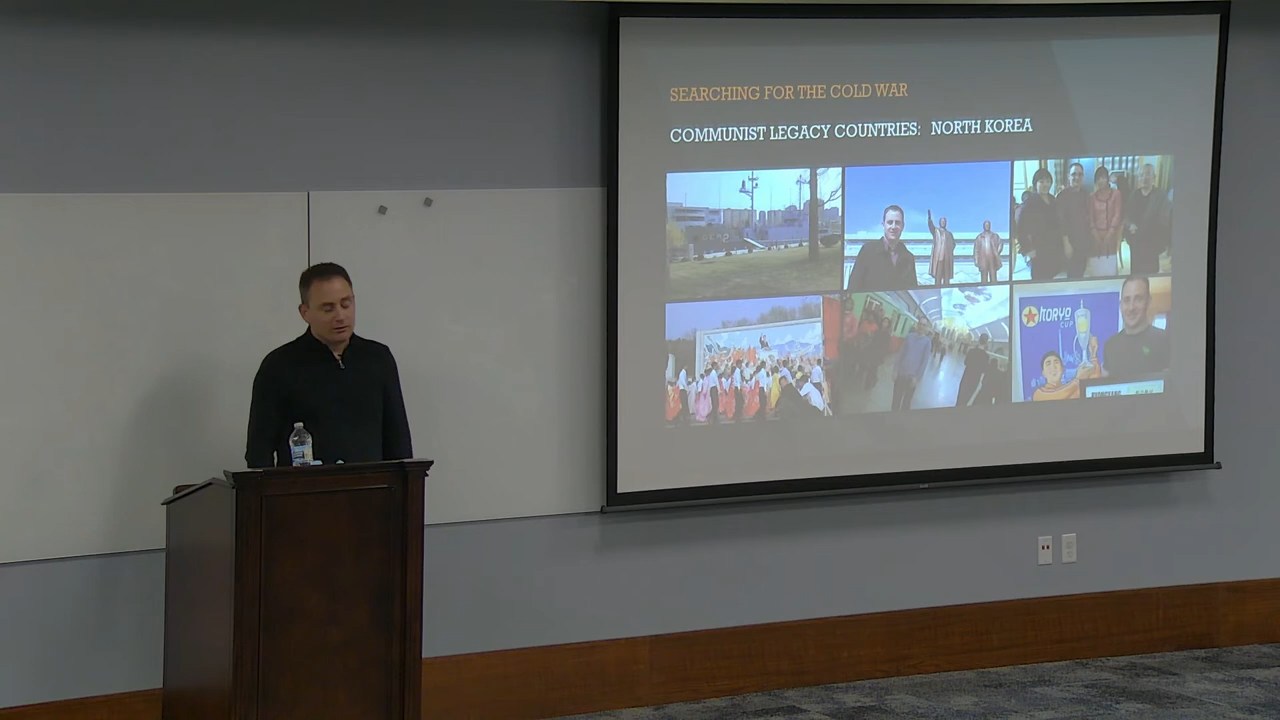 SEARCHING FOR THE COLD WAR
COMMUNIST LEGACY COUNTRIES: NORTH KOREA
KORYO
CUP